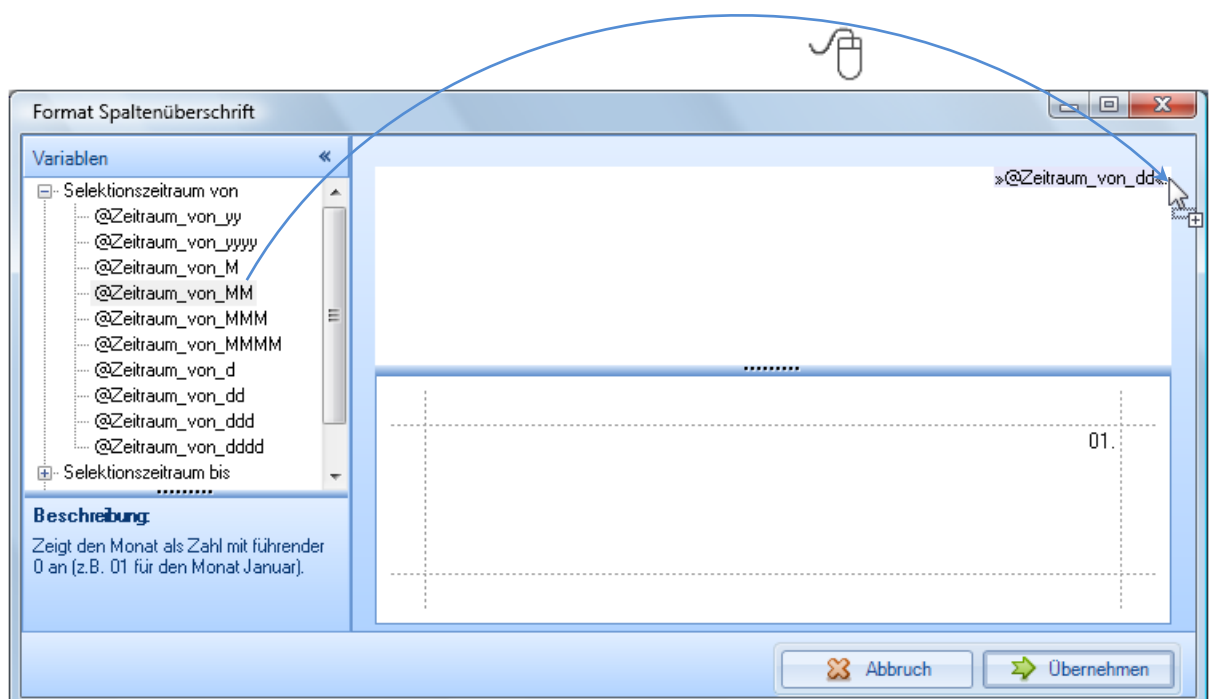 Format Spaltenüberschrift
Variablen «
Selektionszeitraum von
@Zeitraum_von_yy
@Zeitraum_von_yyyy
@Zeitraum_von_M
@Zeitraum_von_MM
@Zeitraum_von_MMM
@Zeitraum_von_MMMM
@Zeitraum_von_d
@Zeitraum_von_dd
@Zeitraum_von_ddd
@Zeitraum_von_dddd
Selektionszeitraum bis
Beschreibung:
Zeigt den Monat als Zahl mit führender
0 an (z.B. 01 für den Monat Januar).
»@Zeitraum_von_dd«.
01.
Abbruch
Übernehmen